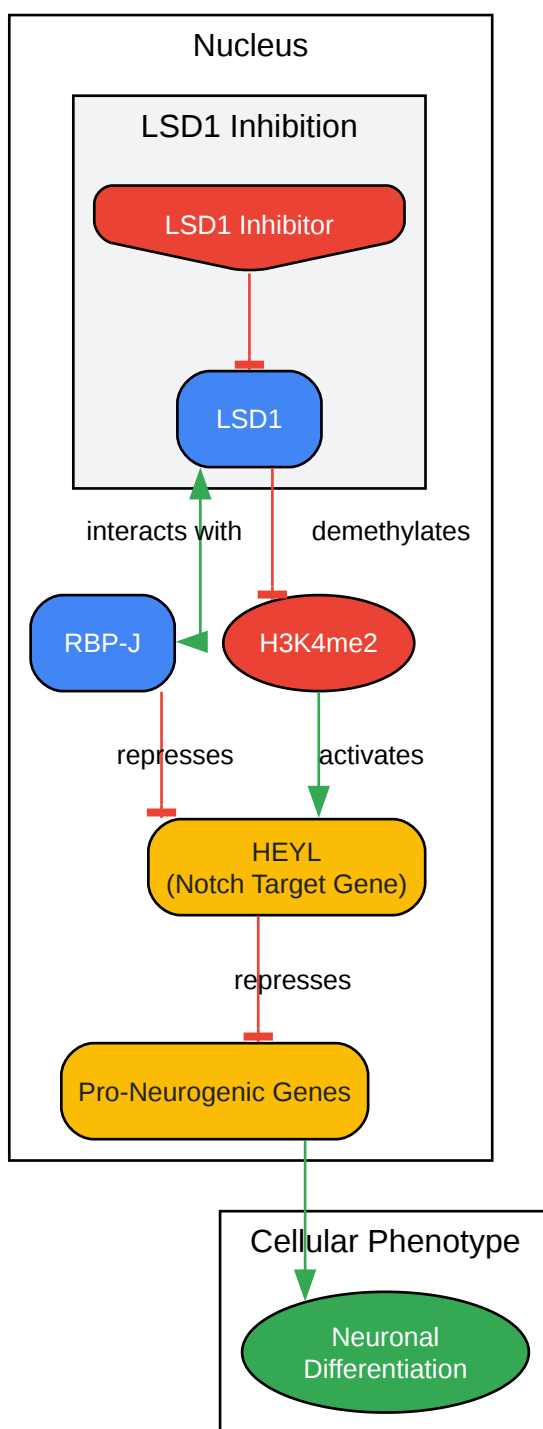 Nucleus
LSD1 Inhibition
LSD1 Inhibitor
LSD1
interacts with
demethylates
RBP-J
H3K4me2
represses
activates
HEYL
(Notch Target Gene)
represses
Pro-Neurogenic Genes
Cellular Phenotype
Neuronal
Differentiation